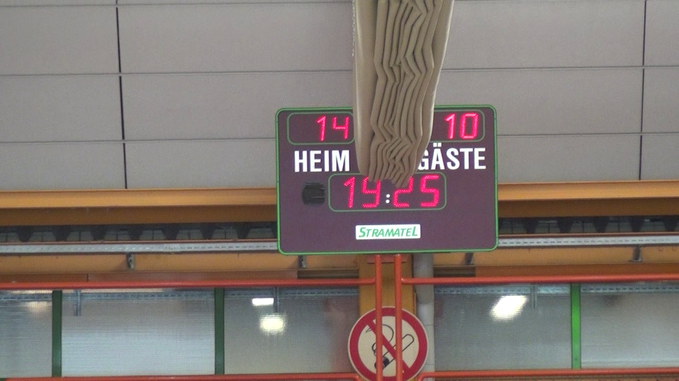 14 10
HEIM GÄSTE
19:25
STRAMATEL